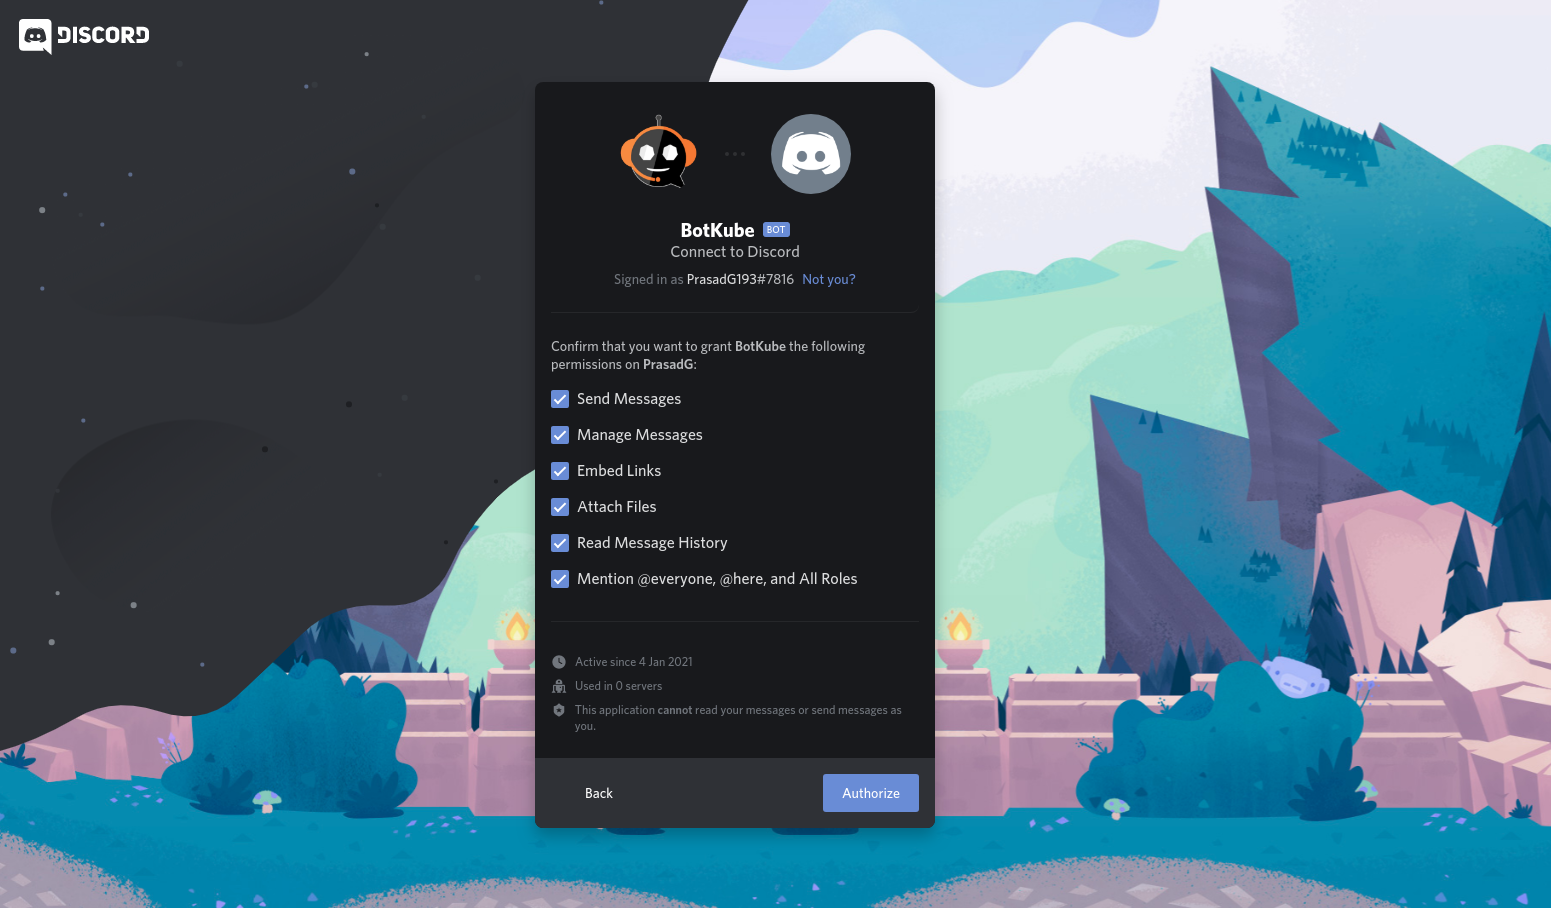 DISCORD
BotKube BOT
Connect to Discord
Signed in as PrasadG193#7816 Not you?
Confirm that you want to grant BotKube the following
permissions on PrasadG:
Send Messages
Manage Messages
Embed Links
Attach Files
Read Message History
Mention @everyone, @here, and All Roles
Active since 4 Jan 2021
Used in 0 servers
This application cannot read your messages or send messages as
you.
Back
Authorize